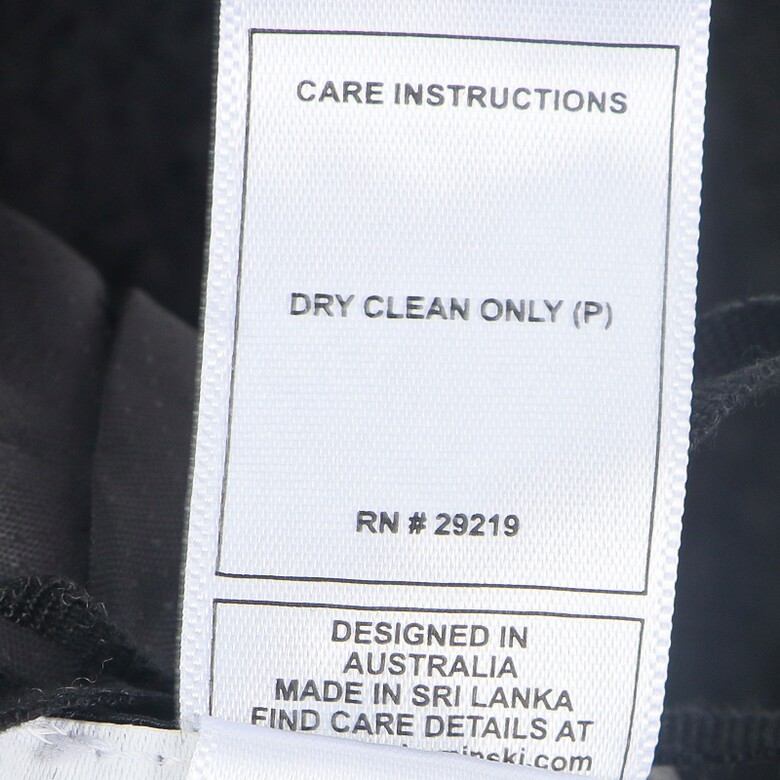 CARE INSTRUCTIONS
DRY CLEAN ONLY (P)
RN # 29219
DESIGNED IN
AUSTRALIA
MADE IN SRI LANKA
FIND CARE DETAILS AT